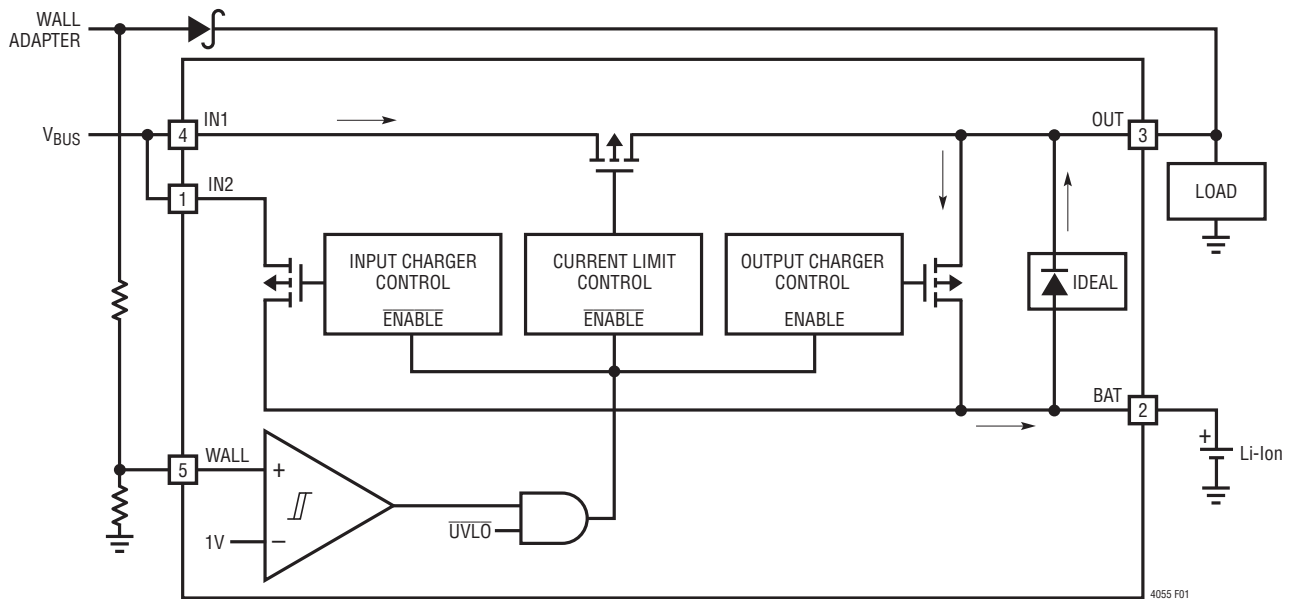 WALL
ADAPTER
VBUS
4
IN1
OUT
3
1
IN2
LOAD
INPUT CHARGER
CONTROL
ENABLE
CURRENT LIMIT
CONTROL
ENABLE
OUTPUT CHARGER
CONTROL
ENABLE
IDEAL
BAT
2
+
Li-Ion
5
WALL
+
1V
–
UVLO
4055 F01